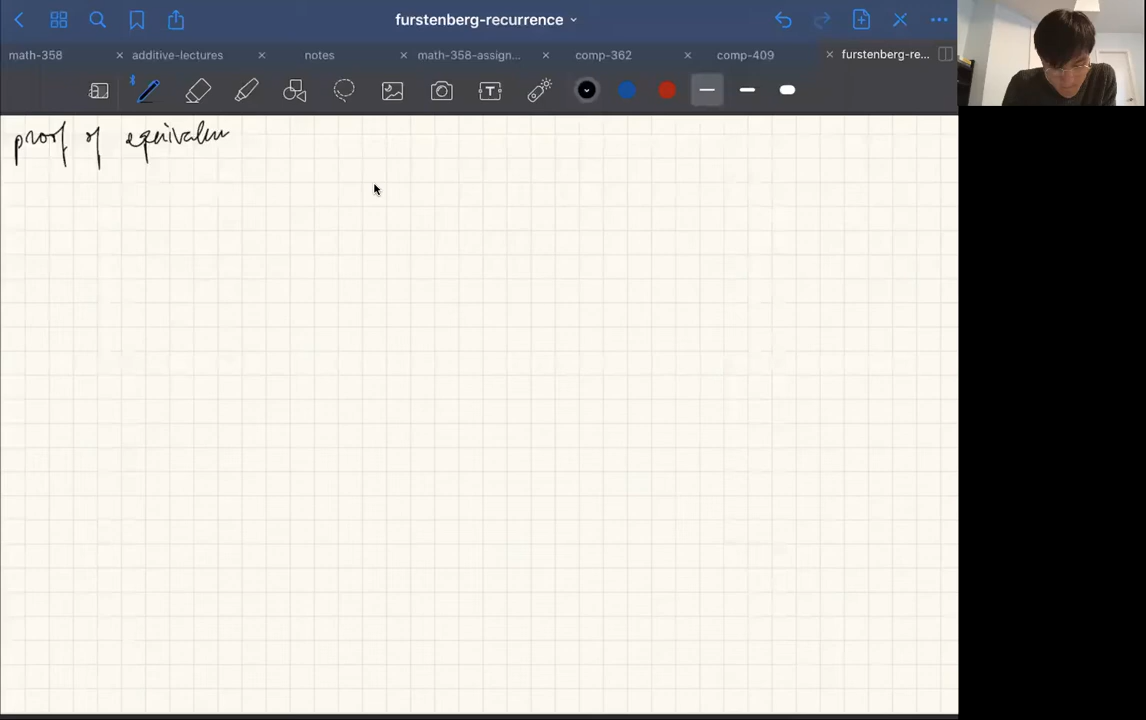 furstenberg-recurrence
math-358
additive-lectures
notes
math-358-assign...
comp-362
comp-409
furstenberg-re...
T
proof of equivalen